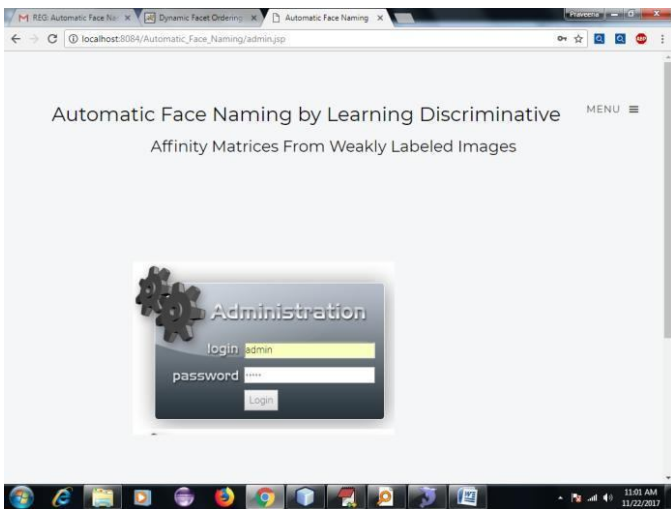 Praveena
REG: Automatic Face Na
Dynamic Facet Ordering
Automatic Face Naming
localhost:8084/Automatic_Face_Naming/admin.jsp
ABP
Automatic Face Naming by Learning Discriminative
MENU
Affinity Matrices From Weakly Labeled Images
Administration
login admin
password •••••
Login
11:01 AM
11/22/2017